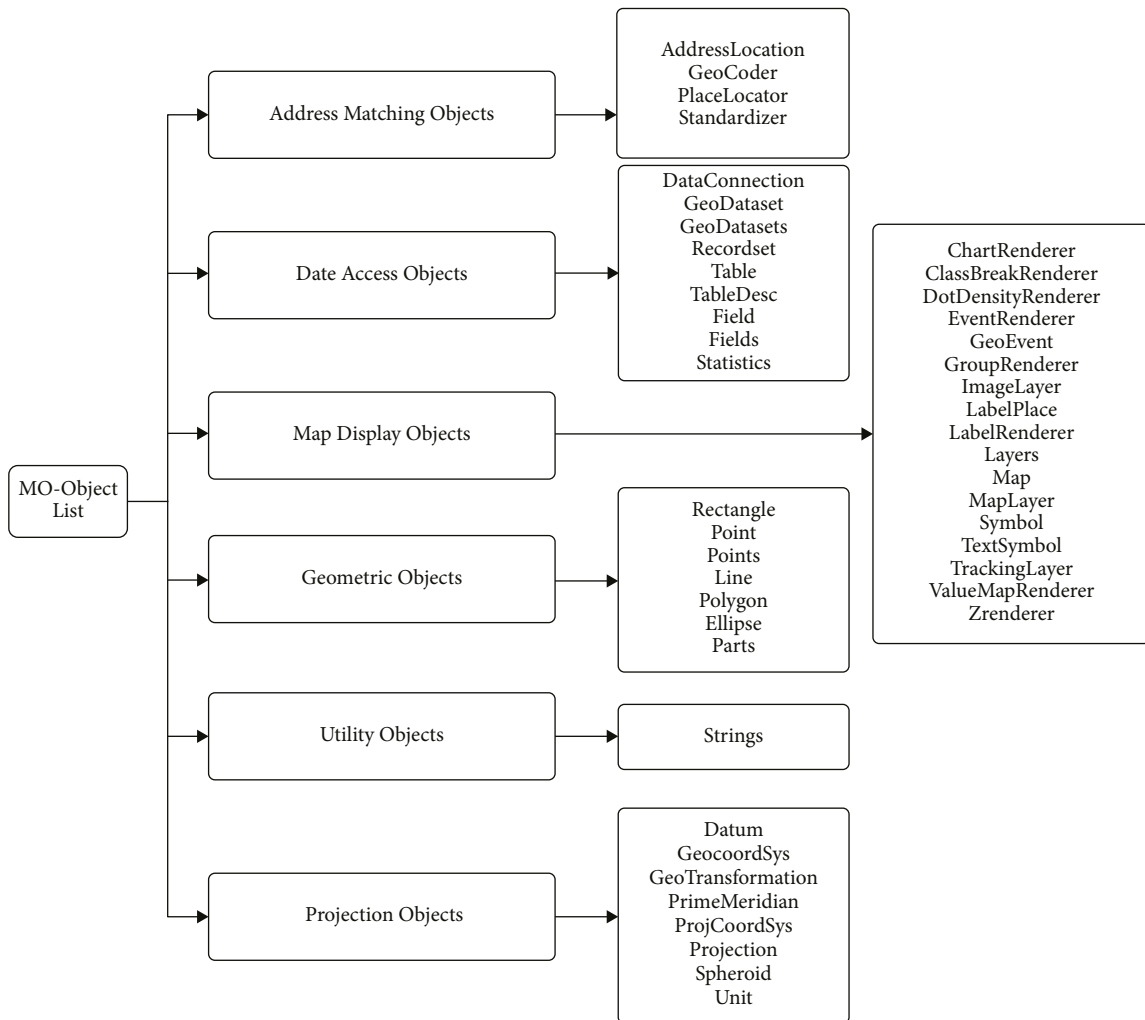 MO-Object
List
Address Matching Objects
AddressLocation
GeoCoder
PlaceLocator
Standardizer
Date Access Objects
DataConnection
GeoDataset
GeoDatasets
Recordset
Table
TableDesc
Field
Fields
Statistics
Map Display Objects
ChartRenderer
ClassBreakRenderer
DotDensityRenderer
EventRenderer
GeoEvent
GroupRenderer
ImageLayer
LabelPlace
LabelRenderer
Layers
Map
MapLayer
Symbol
TextSymbol
TrackingLayer
ValueMapRenderer
Zrenderer
Geometric Objects
Rectangle
Point
Points
Line
Polygon
Ellipse
Parts
Utility Objects
Strings
Projection Objects
Datum
GeocoordSys
GeoTransformation
PrimeMeridian
ProjCoordSys
Projection
Spheroid
Unit